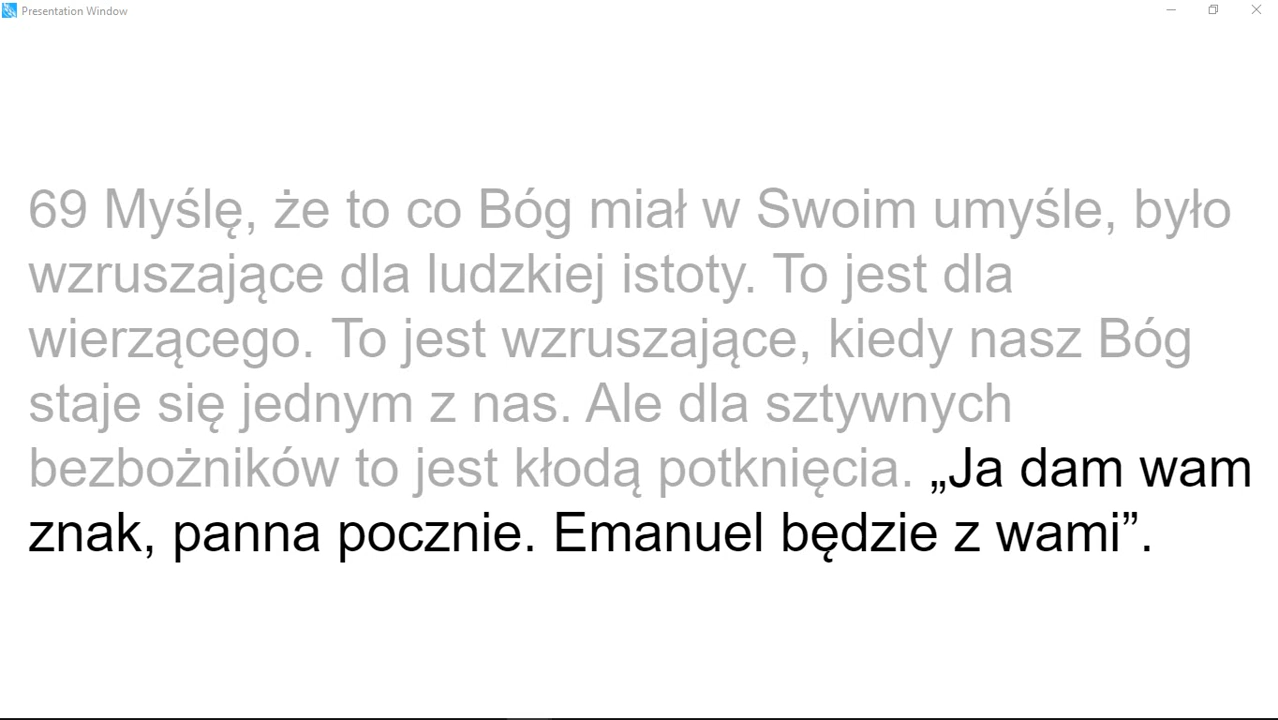 Presentation Window
69 Myślę, że to co Bóg miał w Swoim umyśle, było
wzruszające dla ludzkiej istoty. To jest dla
wierzącego. To jest wzruszające, kiedy nasz Bóg
staje się jednym z nas. Ale dla sztywnych
bezbożników to jest kłodą potknięcia. „Ja dam wam
znak, panna pocznie. Emanuel będzie z wami”.